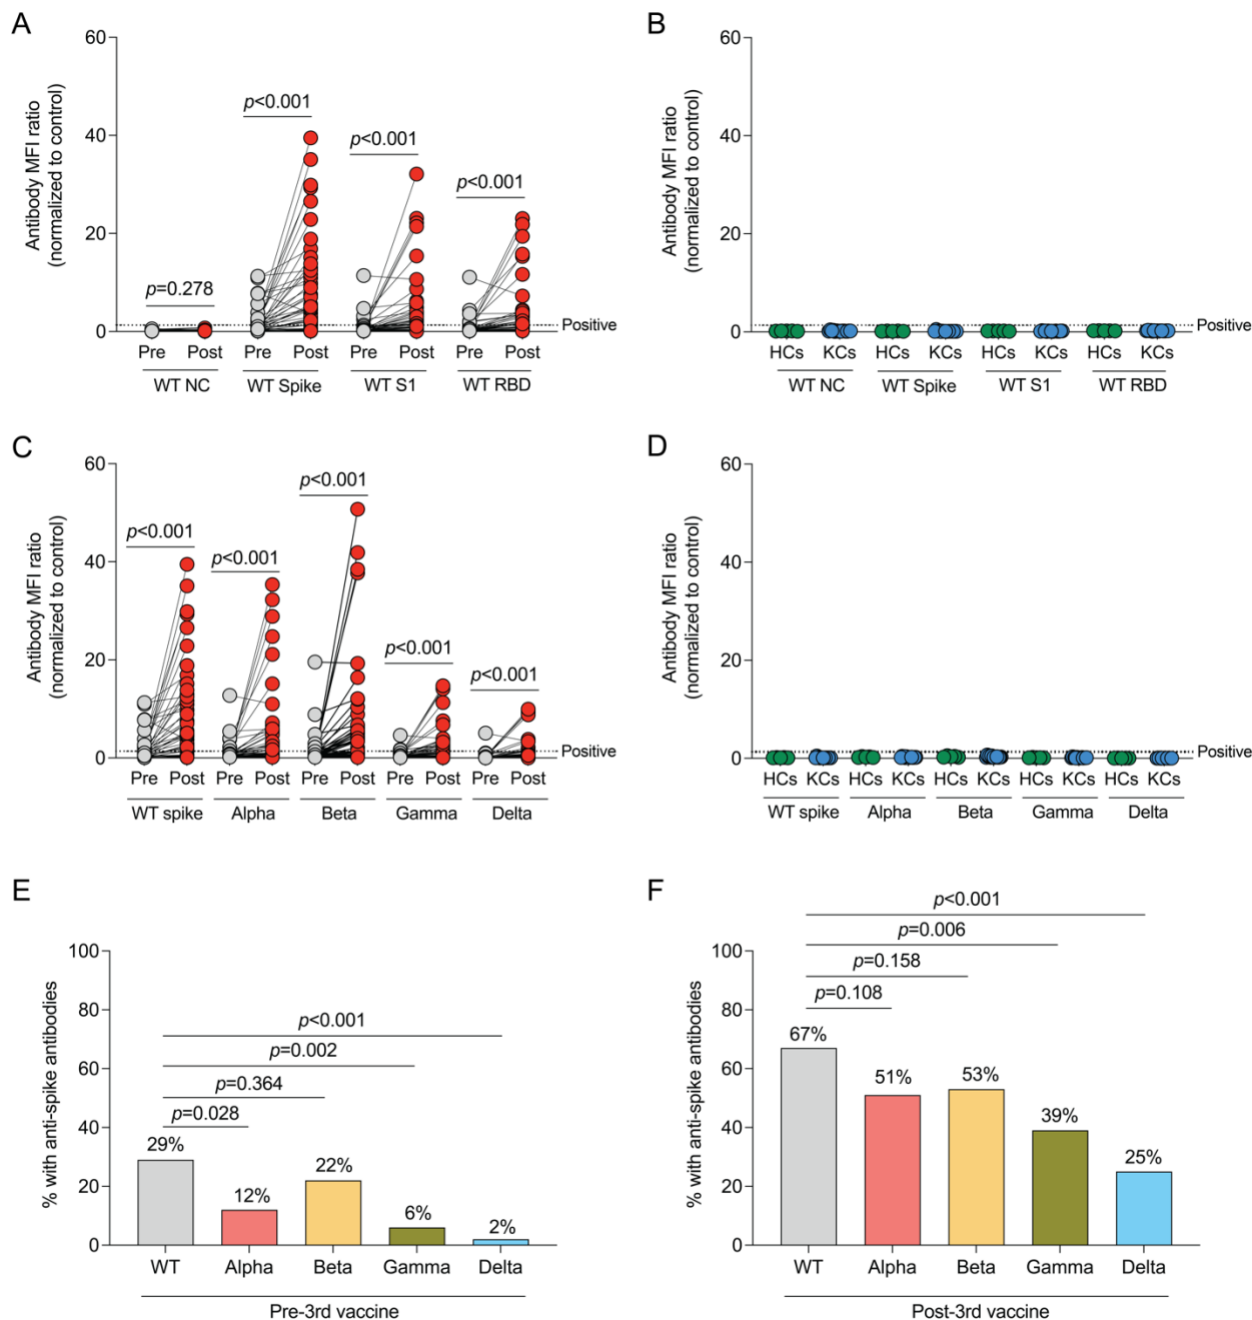 A
Antibody MFI ratio
(normalized to control)
60
40
20
0
p=0.278
p<0.001
p<0.001
p<0.001
Positive
Pre Post Pre Post Pre Post Pre Post
WT NC WT Spike WT S1 WT RBD
B
Antibody MFI ratio
(normalized to control)
60
40
20
0
Positive
HCs KCs HCs KCs HCs KCs HCs KCs
WT NC WT Spike WT S1 WT RBD
C
Antibody MFI ratio
(normalized to control)
60
40
20
0
p<0.001
p<0.001
p<0.001
p<0.001
p<0.001
Positive
Pre Post Pre Post Pre Post Pre Post Pre Post
WT spike Alpha Beta Gamma Delta
D
Antibody MFI ratio
(normalized to control)
60
40
20
0
Positive
HCs KCs HCs KCs HCs KCs HCs KCs HCs KCs
WT spike Alpha Beta Gamma Delta
E
% with anti-spike antibodies
100
80
60
40
20
0
p<0.001
p=0.002
p=0.364
p=0.028
29%
12%
22%
6%
2%
WT Alpha Beta Gamma Delta
Pre-3rd vaccine
F
% with anti-spike antibodies
100
80
60
40
20
0
p<0.001
p=0.006
p=0.158
p=0.108
67%
51%
53%
39%
25%
WT Alpha Beta Gamma Delta
Post-3rd vaccine